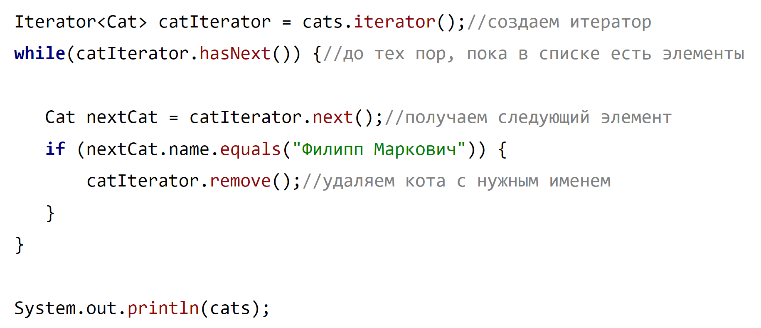 Iterator<Cat> catIterator = cats.iterator();//создаем итератор
while(catIterator.hasNext()) {//до тех пор, пока в списке есть элементы
Cat nextCat = catIterator.next();//получаем следующий элемент
if (nextCat.name.equals("Филипп Маркович")) {
catIterator.remove();//удаляем кота с нужным именем
}
}
System.out.println(cats);